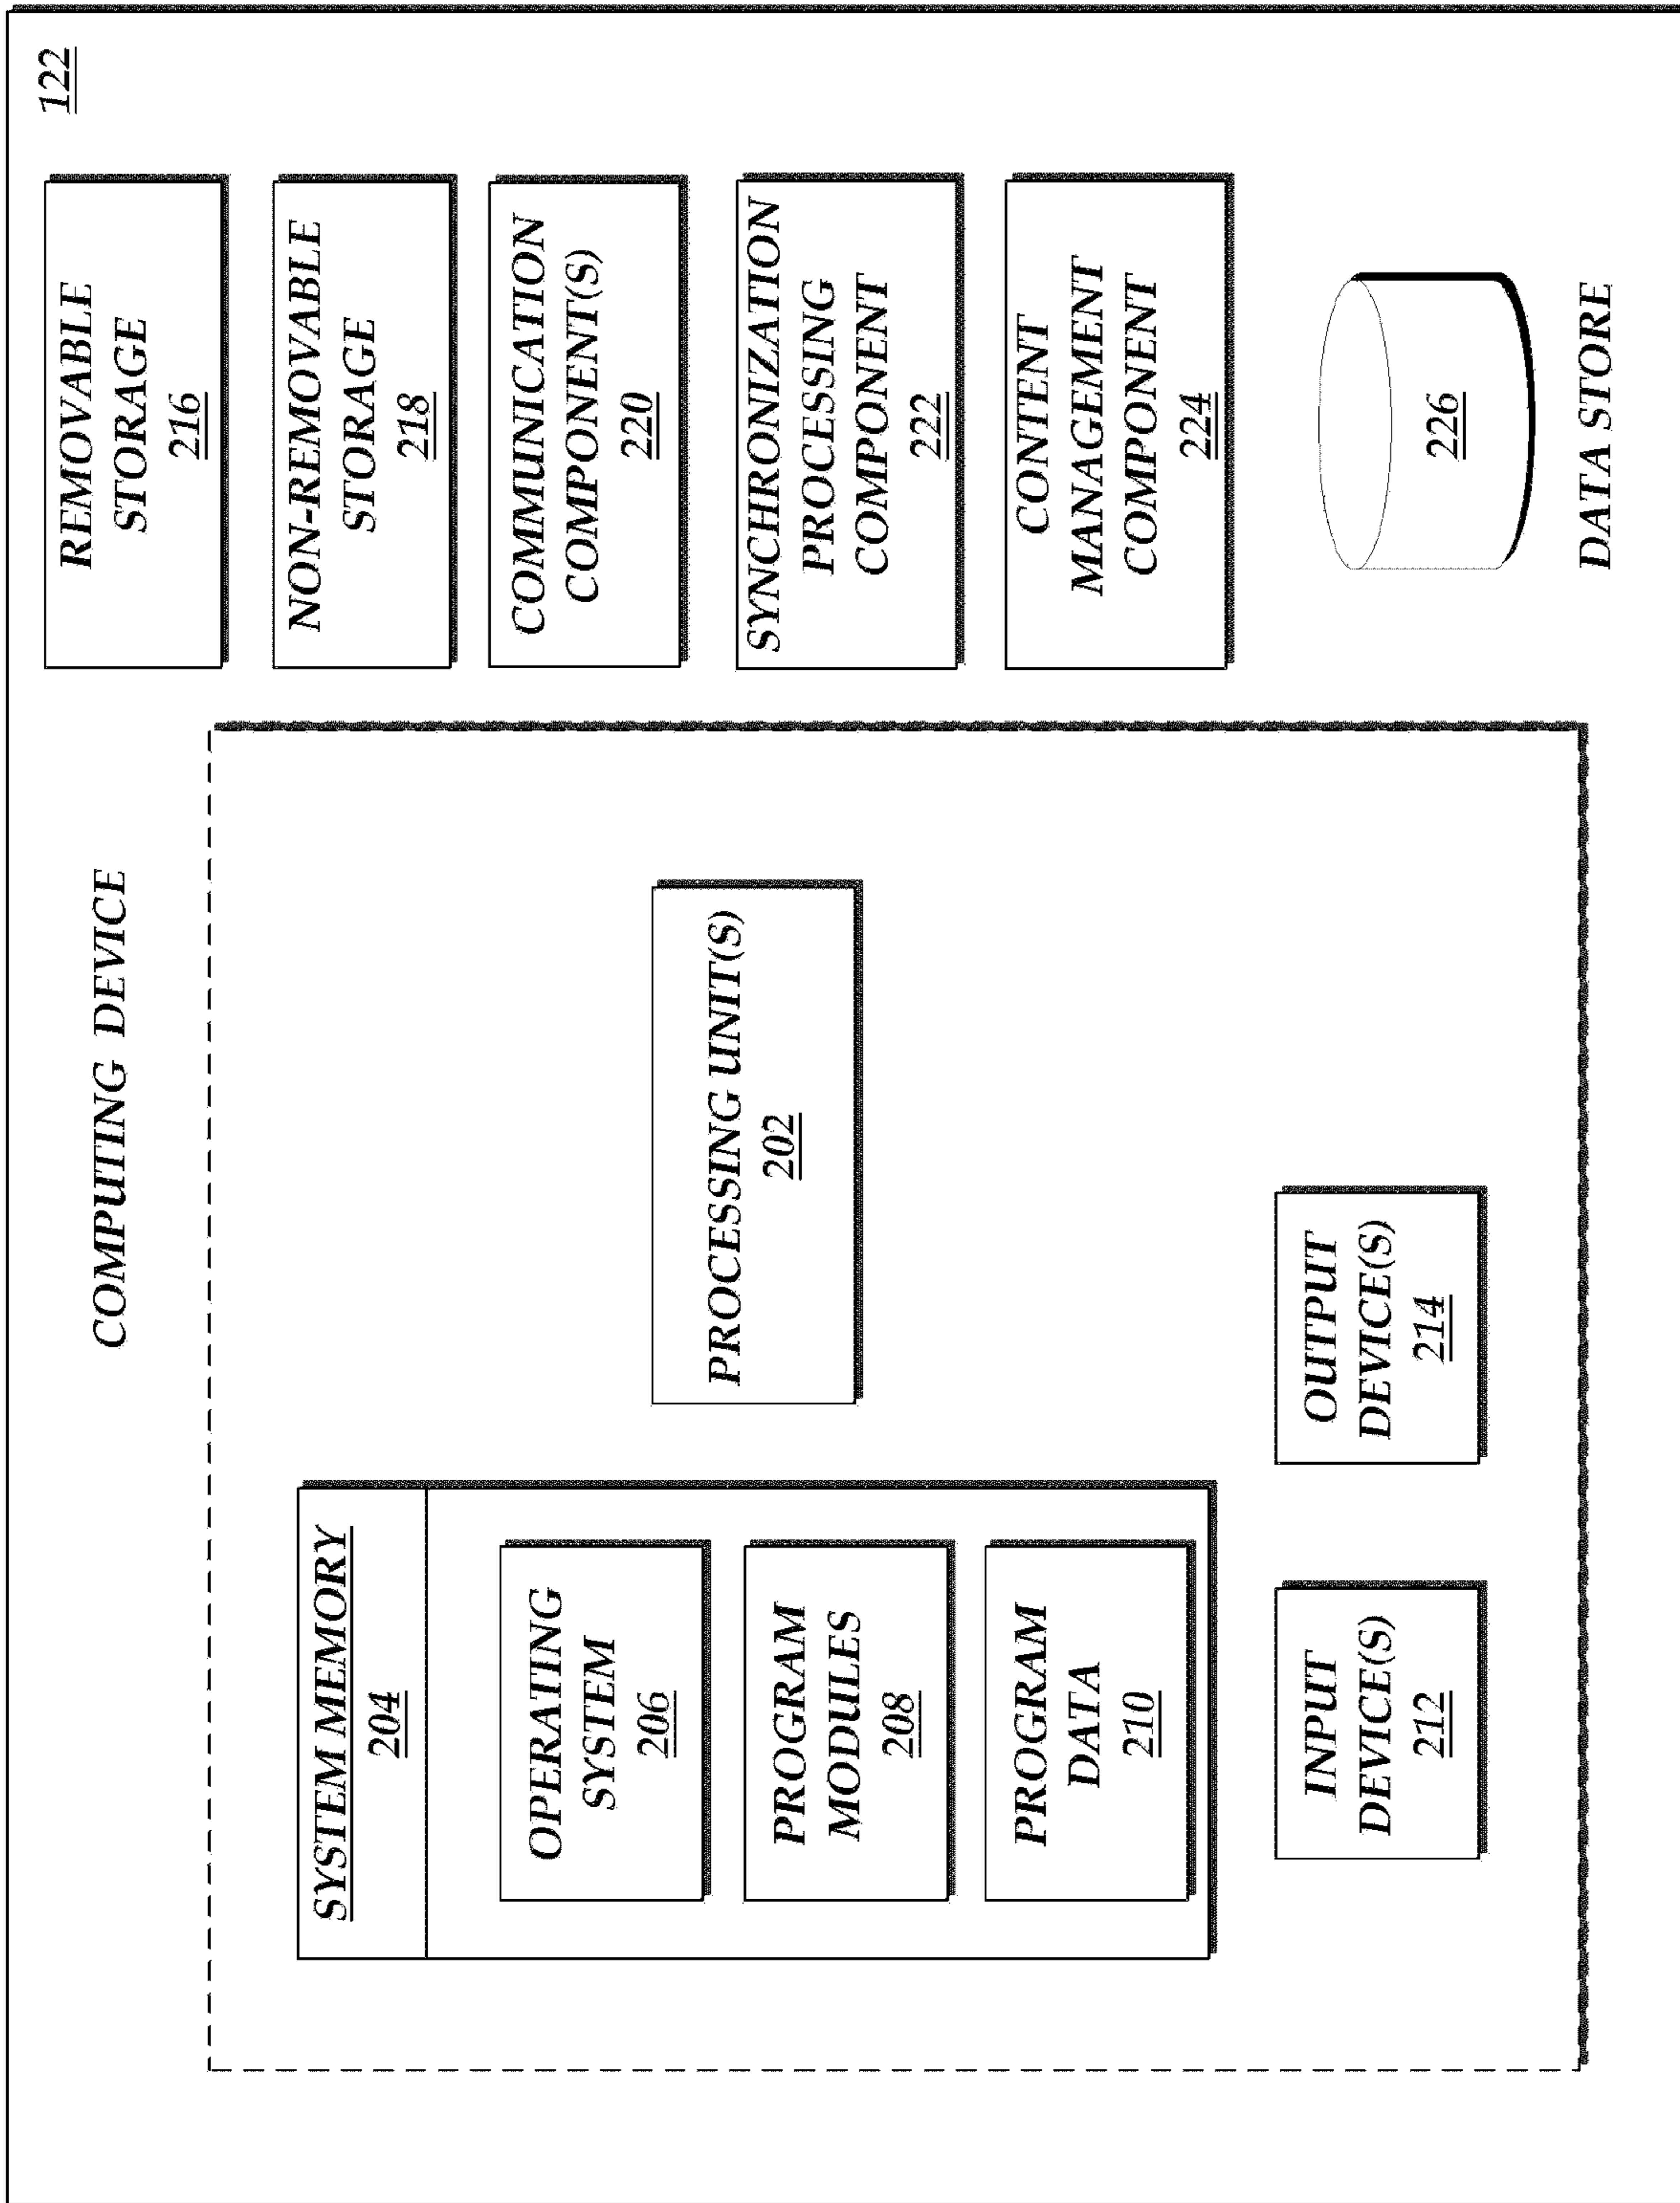 122
COMPUTING DEVICE
SYSTEM MEMORY
204
OPERATING
SYSTEM
206
PROGRAM
MODULES
208
PROGRAM
DATA
210
PROCESSING UNIT(S)
202
INPUT
DEVICE(S)
212
OUTPUT
DEVICE(S)
214
REMOVABLE
STORAGE
216
NON-REMOVABLE
STORAGE
218
COMMUNICATION
COMPONENT(S)
220
SYNCHRONIZATION
PROCESSING
COMPONENT
222
CONTENT
MANAGEMENT
COMPONENT
224
226
DATA STORE